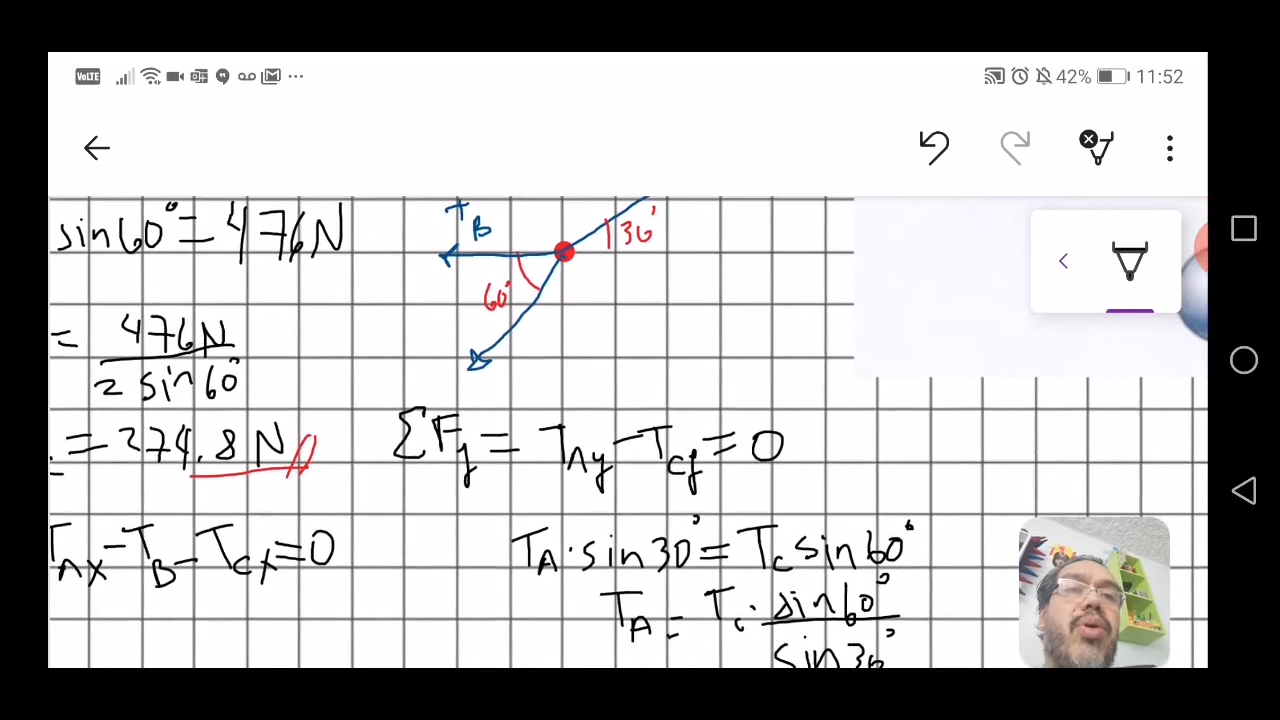 VoLTE 42% 11:52
sin60° = 476N
T_B
30°
60°
= 476N / 2 sin60°
= 274.8 N
ΣF_y = T_Ay - T_cy = 0
T_Ax - T_B - T_cx = 0
T_A · sin30° = T_c sin60°
T_A = T_c · sin60° / sin30°